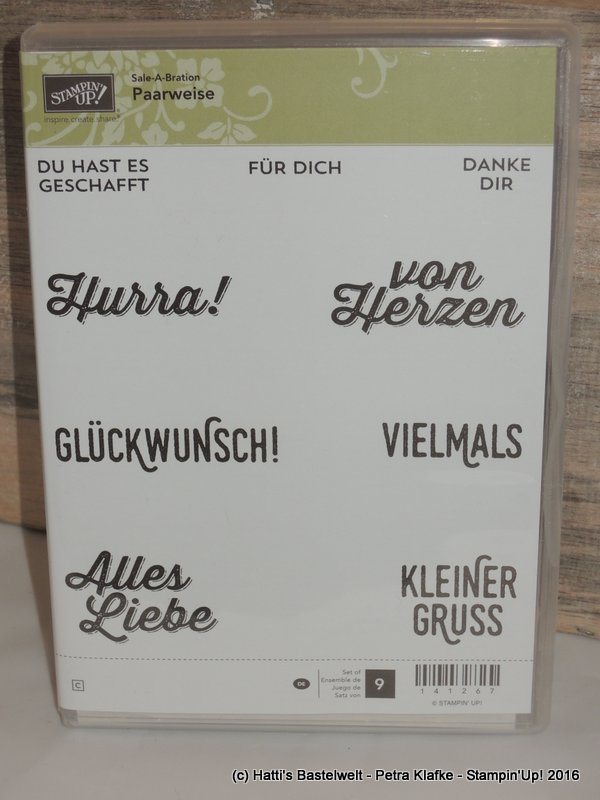 STAMPIN' UP!®
inspire.create.share.™
Sale-A-Bration
Paarweise
DU HAST ES
GESCHAFFT
FÜR DICH
DANKE
DIR
Hurra!
von
Herzen
GLÜCKWUNSCH!
VIELMALS
Alles
Liebe
KLEINER
GRUSS
C
DE
Set of
Ensemble de
Juego de
Satz von
9
141267
© STAMPIN' UP!
(c) Hatti's Bastelwelt - Petra Klafke - Stampin'Up! 2016